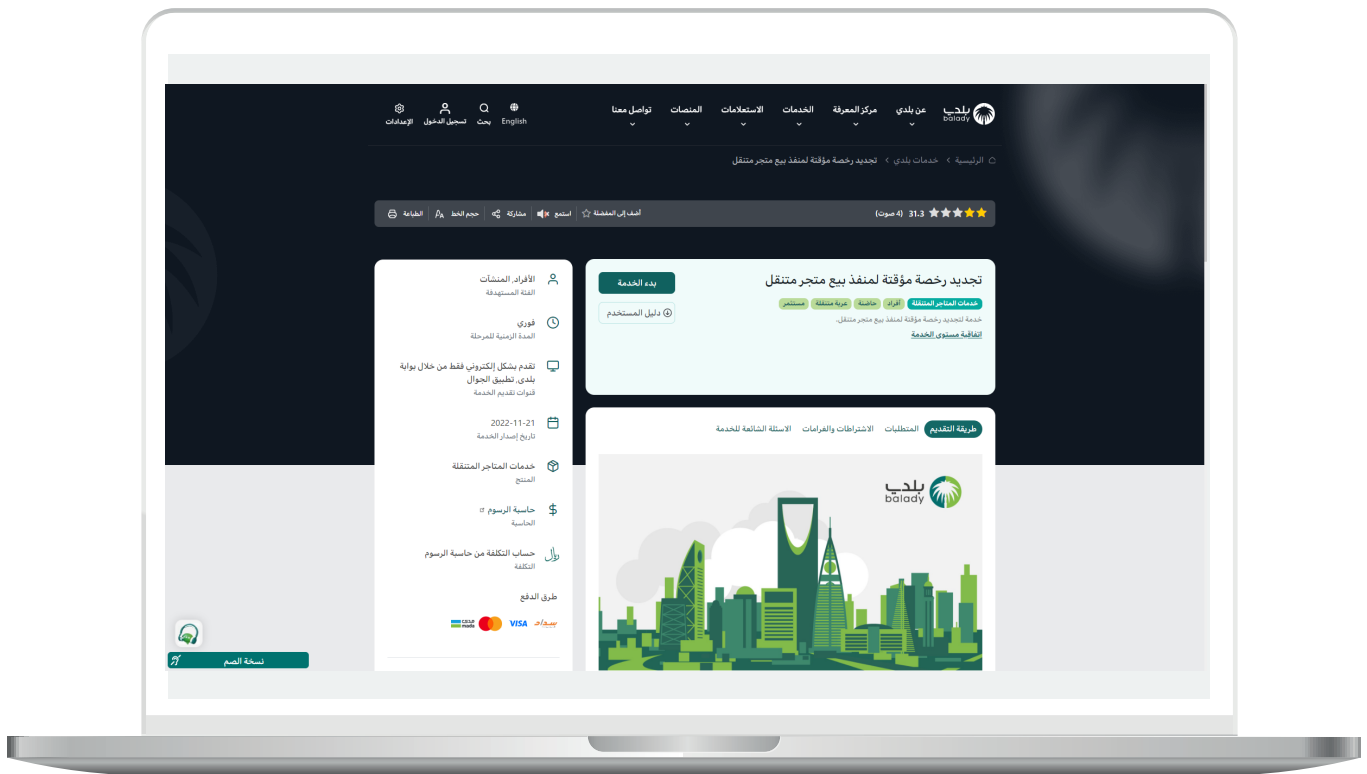 بلدي
balady
عن بلدي
مركز المعرفة
الخدمات
الاستعلامات
المنصات
تواصل معنا
English
بحث
تسجيل الدخول
الإعدادات
الرئيسية > خدمات بلدي > تجديد رخصة مؤقتة لمنفذ بيع متجر متنقل
31.3 (4 صوت)
أضف إلى المفضلة
استمع
مشاركة
حجم الخط
الطباعة
تجديد رخصة مؤقتة لمنفذ بيع متجر متنقل
خدمات المتاجر المتنقلة
أفراد
حاضنة
عربة متنقلة
مستثمر
خدمة لتجديد رخصة مؤقتة لمنفذ بيع متجر متنقل.
اتفاقية مستوى الخدمة
بدء الخدمة
دليل المستخدم
طريقة التقديم
المتطلبات
الاشتراطات والغرامات
الاسئلة الشائعة للخدمة
بلدي
balady
الأفراد, المنشآت
الفئة المستهدفة
فوري
المدة الزمنية للمرحلة
تقدم بشكل إلكتروني فقط من خلال بوابة
بلدي, تطبيق الجوال
قنوات تقديم الخدمة
2022-11-21
تاريخ إصدار الخدمة
خدمات المتاجر المتنقلة
المنتج
حاسبة الرسوم
الحاسبة
حساب التكلفة من حاسبة الرسوم
التكلفة
طرق الدفع
سداد
VISA
مدى
mada
نسخة الصم